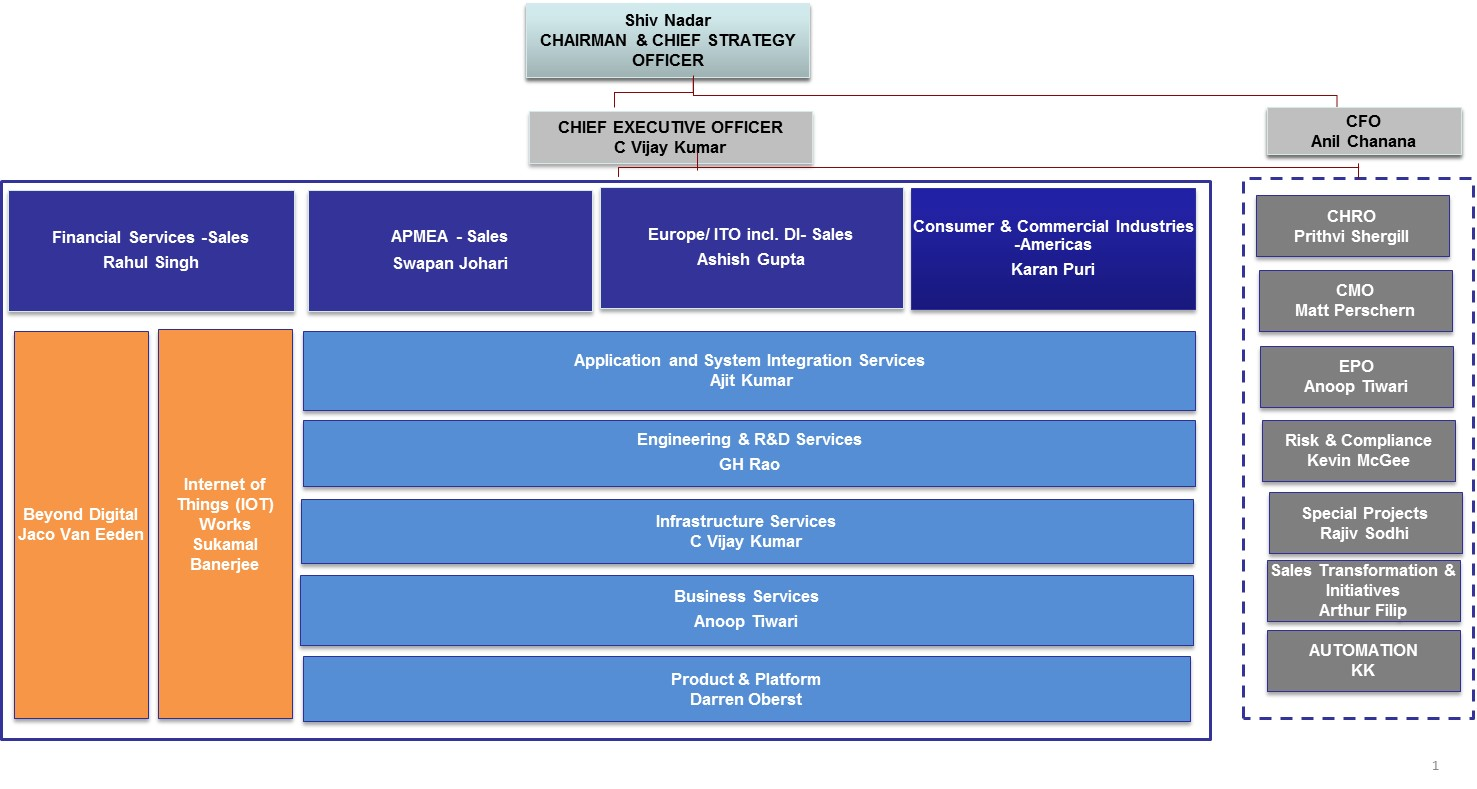 Shiv Nadar
CHAIRMAN & CHIEF STRATEGY
OFFICER
CHIEF EXECUTIVE OFFICER
C Vijay Kumar
CFO
Anil Chanana
Financial Services -Sales
Rahul Singh
APMEA - Sales
Swapan Johari
Europe/ ITO incl. DI- Sales
Ashish Gupta
Consumer & Commercial Industries
-Americas
Karan Puri
Beyond Digital
Jaco Van Eeden
Internet of
Things (IOT)
Works
Sukamal
Banerjee
Application and System Integration Services
Ajit Kumar
Engineering & R&D Services
GH Rao
Infrastructure Services
C Vijay Kumar
Business Services
Anoop Tiwari
Product & Platform
Darren Oberst
CHRO
Prithvi Shergill
CMO
Matt Perschern
EPO
Anoop Tiwari
Risk & Compliance
Kevin McGee
Special Projects
Rajiv Sodhi
Sales Transformation &
Initiatives
Arthur Filip
AUTOMATION
KK
1